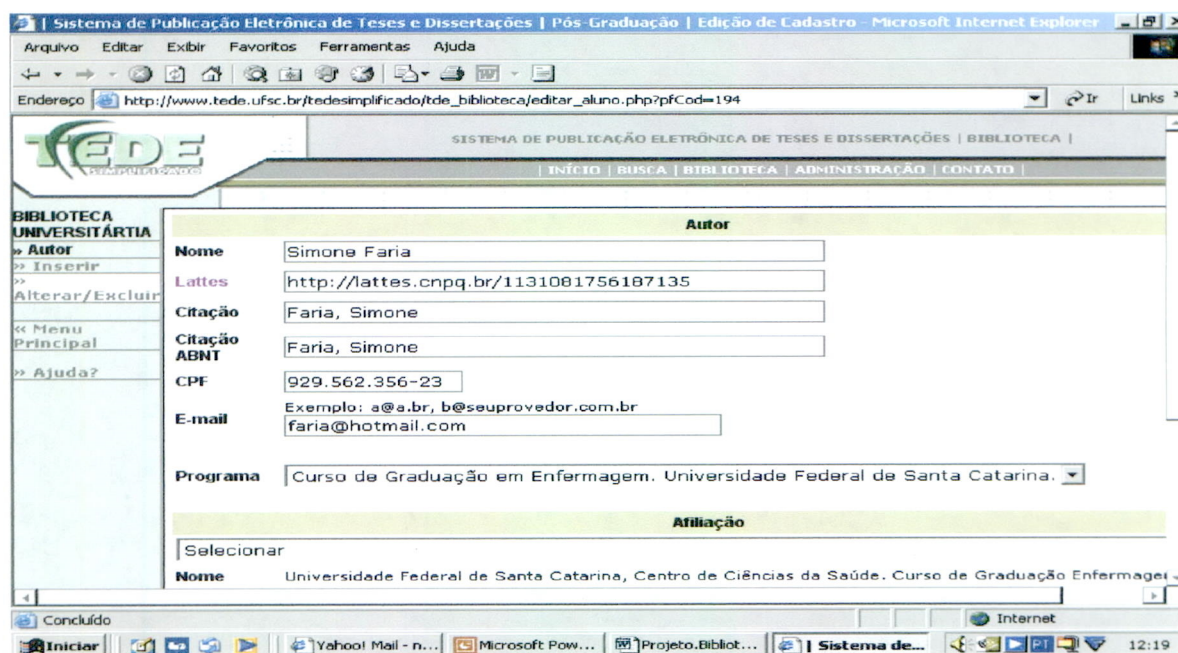 | Sistema de Publicação Eletrônica de Teses e Dissertações | Pós-Graduação | Edição de Cadastro - Microsoft Internet Explorer
Arquivo Editar Exibir Favoritos Ferramentas Ajuda
Endereço http://www.tede.ufsc.br/tedesimplificado/tde_biblioteca/editar_aluno.php?pfCod=194 Ir Links
TEDE
SIMPLIFICADO
SISTEMA DE PUBLICAÇÃO ELETRÔNICA DE TESES E DISSERTAÇÕES | BIBLIOTECA |
| INÍCIO | BUSCA | BIBLIOTECA | ADMINISTRAÇÃO | CONTATO |
BIBLIOTECA
UNIVERSITÁRTIA
» Autor
» Inserir
»
Alterar/Excluir
« Menu
Principal
» Ajuda?
Autor
Nome Simone Faria
Lattes http://lattes.cnpq.br/1131081756187135
Citação Faria, Simone
Citação
ABNT Faria, Simone
CPF 929.562.356-23
Exemplo: a@a.br, b@seuprovedor.com.br
E-mail faria@hotmail.com
Programa Curso de Graduação em Enfermagem. Universidade Federal de Santa Catarina.
Afiliação
Selecionar
Nome Universidade Federal de Santa Catarina, Centro de Ciências da Saúde. Curso de Graduação Enfermager
Concluído Internet
Iniciar Yahoo! Mail - n... Microsoft Pow... Projeto.Bibliot... | Sistema de... PT 12:19